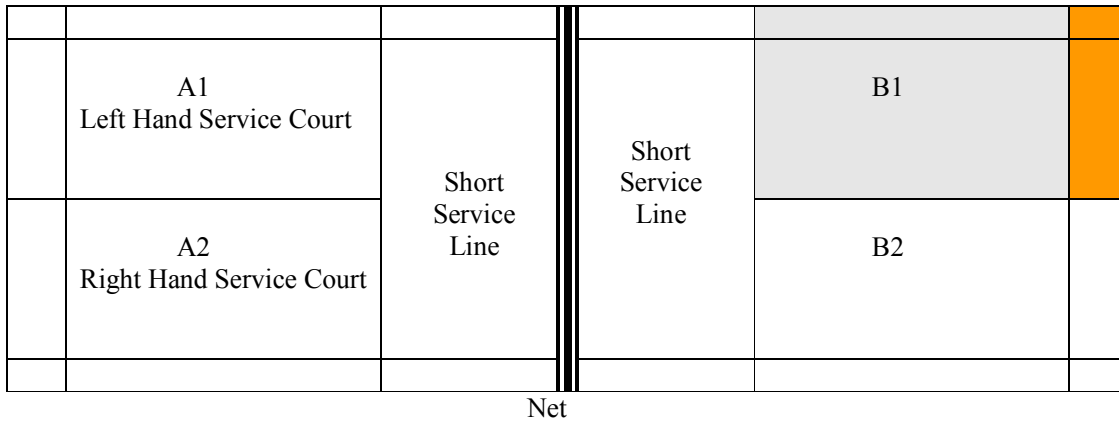 A1
Left Hand Service Court
B1
Short
Service
Line
Short
Service
Line
A2
Right Hand Service Court
B2
Net